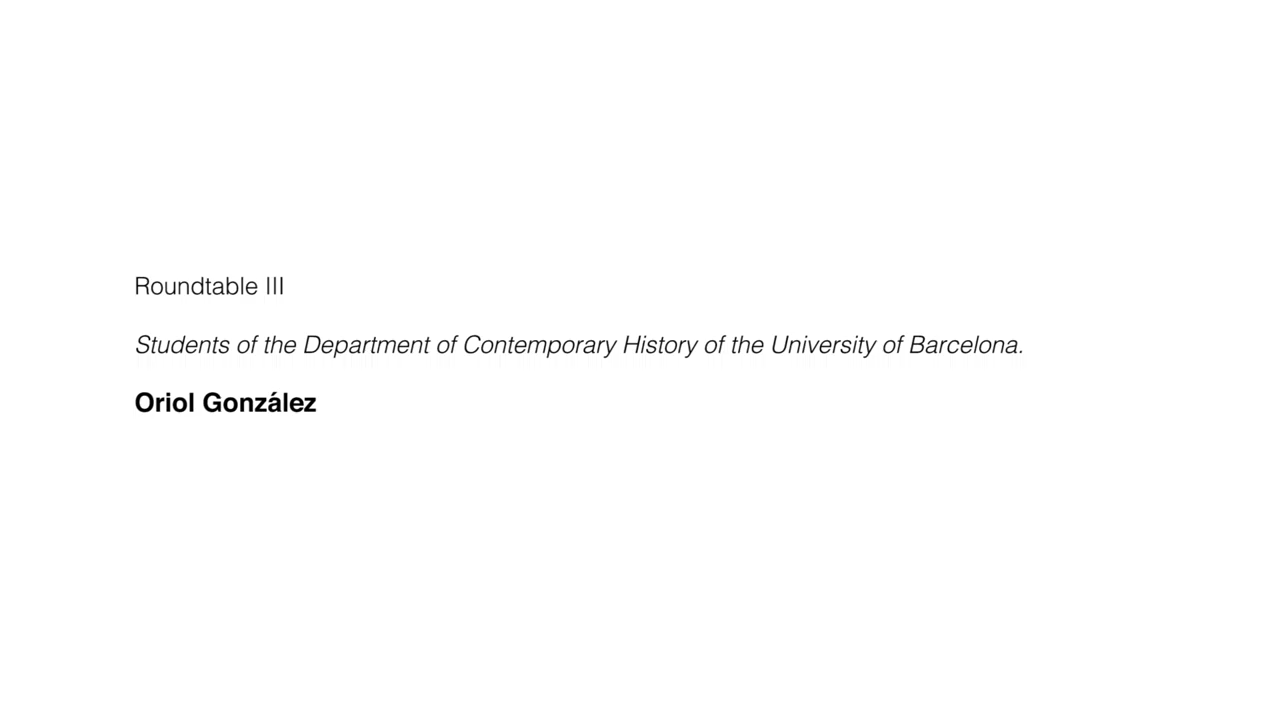 Roundtable III
Students of the Department of Contemporary History of the University of Barcelona.
Oriol González